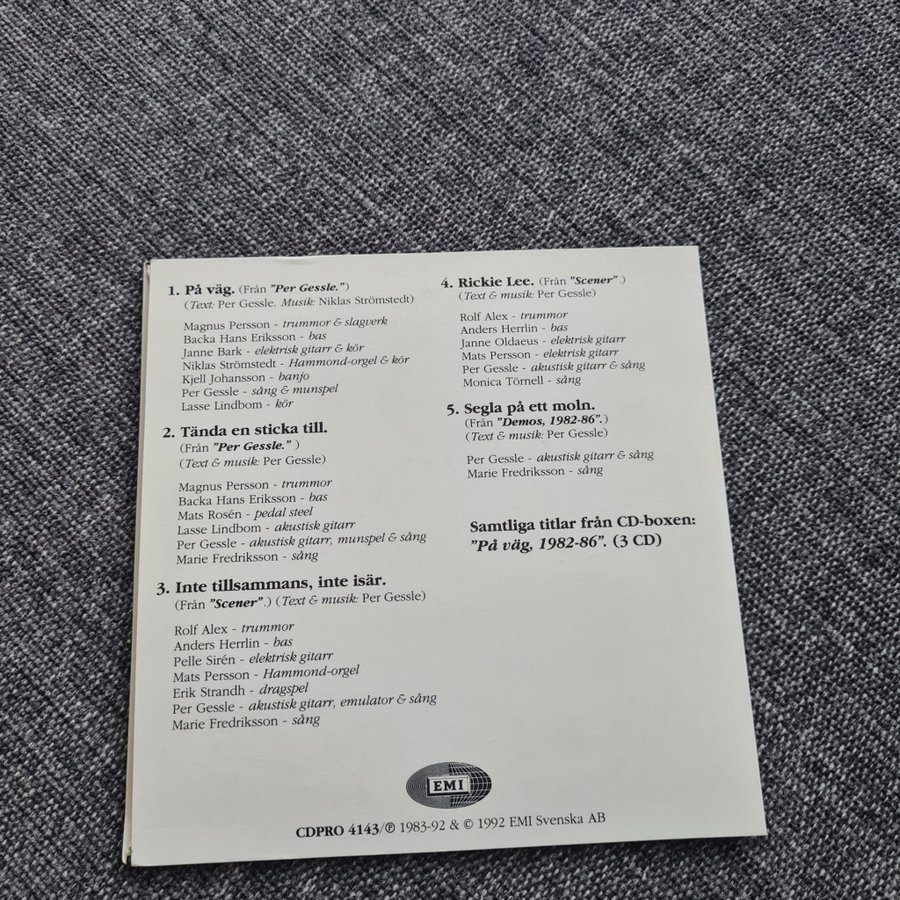 1. På väg. (Från "Per Gessle.")
(Text: Per Gessle. Musik: Niklas Strömstedt)
Magnus Persson - trummor & slagverk
Backa Hans Eriksson - bas
Janne Bark - elektrisk gitarr & kör
Niklas Strömstedt - Hammond-orgel & kör
Kjell Johansson - banjo
Per Gessle - sång & munspel
Lasse Lindbom - kör
2. Tända en sticka till.
(Från "Per Gessle." )
(Text & musik: Per Gessle)
Magnus Persson - trummor
Backa Hans Eriksson - bas
Mats Rosén - pedal steel
Lasse Lindbom - akustisk gitarr
Per Gessle - akustisk gitarr, munspel & sång
Marie Fredriksson - sång
3. Inte tillsammans, inte isär.
(Från "Scener".) (Text & musik: Per Gessle)
Rolf Alex - trummor
Anders Herrlin - bas
Pelle Sirén - elektrisk gitarr
Mats Persson - Hammond-orgel
Erik Strandh - dragspel
Per Gessle - akustisk gitarr, emulator & sång
Marie Fredriksson - sång
4. Rickie Lee. (Från "Scener" .)
(Text & musik: Per Gessle)
Rolf Alex - trummor
Anders Herrlin - bas
Janne Oldaeus - elektrisk gitarr
Mats Persson - elektrisk gitarr
Per Gessle - akustisk gitarr & sång
Monica Törnell - sång
5. Segla på ett moln.
(Från "Demos, 1982-86".)
(Text & musik: Per Gessle)
Per Gessle - akustisk gitarr & sång
Marie Fredriksson - sång
Samtliga titlar från CD-boxen:
"På väg, 1982-86". (3 CD)
EMI
CDPRO 4143/℗ 1983-92 & © 1992 EMI Svenska AB